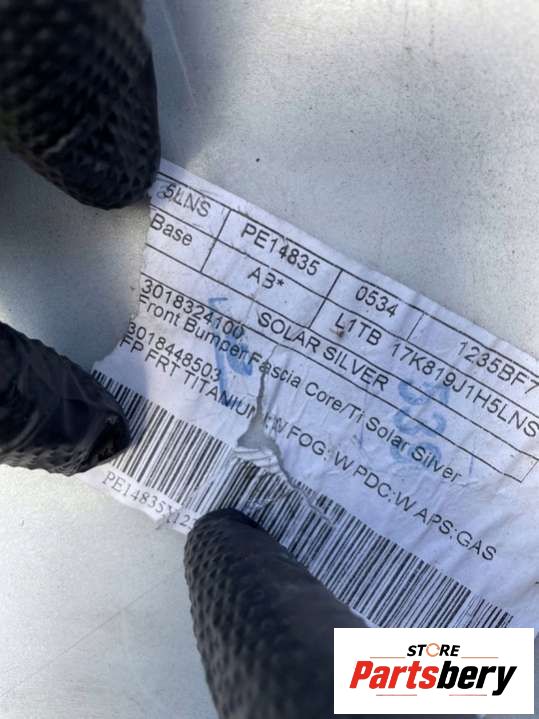 5LNS PE14835 0534 1235BF7
Base AB* L1TB 17K819J1H5LNS
SOLAR SILVER
3018324100
Front Bumper Fascia Core/Ti Solar Silver
3018448503
FP FRT TITANIUM :W FOG:W PDC:W APS:GAS
PE14835
STORE
Partsbery